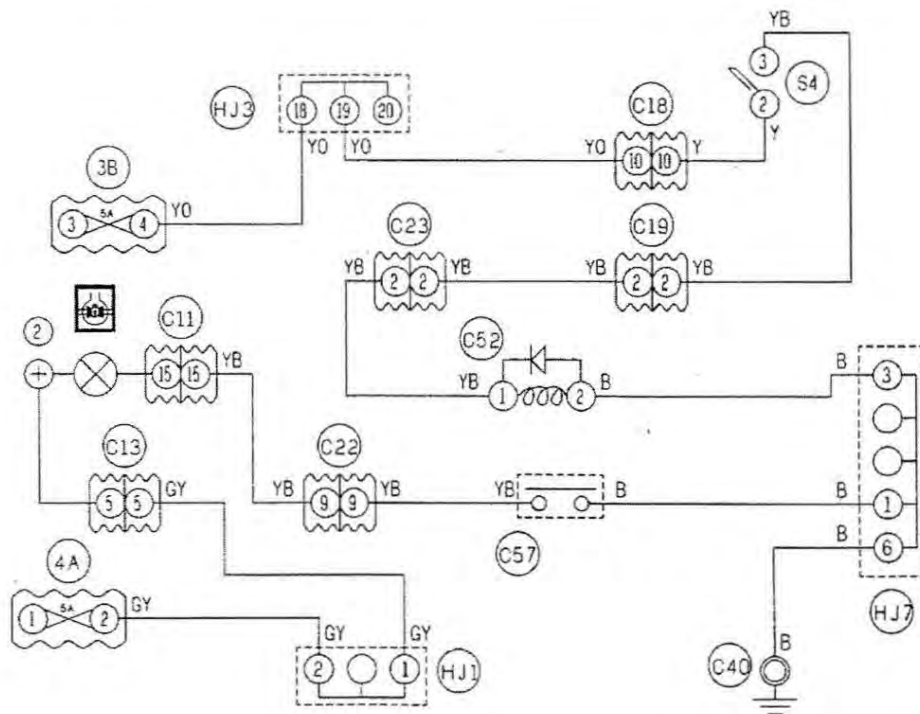 YB
3
S4
HJ3
18 19 20
C18
2
YO YO
YO 10 10 Y
Y
3B
3 5A 4 YO
C23
C19
YB 2 2 YB
YB 2 2 YB
2
C11
+
15 15 YB
C52
YB 1 2 B
B 3
C13
5 5 GY
C22
YB 9 9 YB
YB B
B 1
C57
B 6
4A
1 5A 2 GY
HJ7
GY GY
2 1
HJ1
B
C40